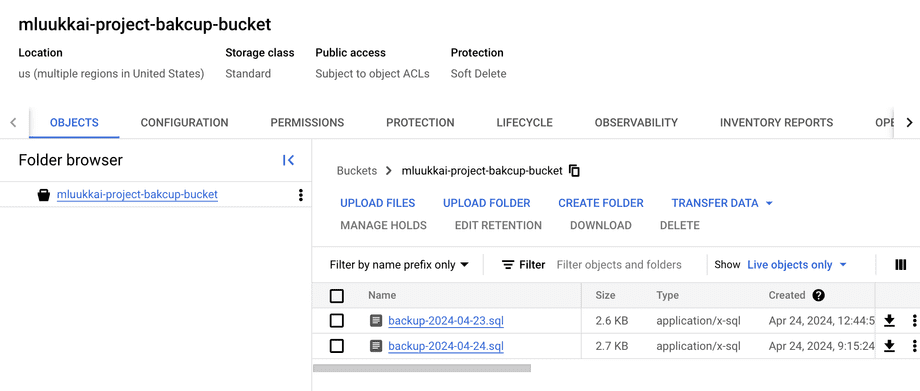 mluukkai-project-bakcup-bucket
Location Storage class Public access Protection
us (multiple regions in United States) Standard Subject to object ACLs Soft Delete
OBJECTS CONFIGURATION PERMISSIONS PROTECTION LIFECYCLE OBSERVABILITY INVENTORY REPORTS OPE
Folder browser
mluukkai-project-bakcup-bucket
Buckets mluukkai-project-bakcup-bucket
UPLOAD FILES UPLOAD FOLDER CREATE FOLDER TRANSFER DATA
MANAGE HOLDS EDIT RETENTION DOWNLOAD DELETE
Filter by name prefix only Filter Filter objects and folders Show Live objects only
Name Size Type Created
backup-2024-04-23.sql 2.6 KB application/x-sql Apr 24, 2024, 12:44:5
backup-2024-04-24.sql 2.7 KB application/x-sql Apr 24, 2024, 9:15:24